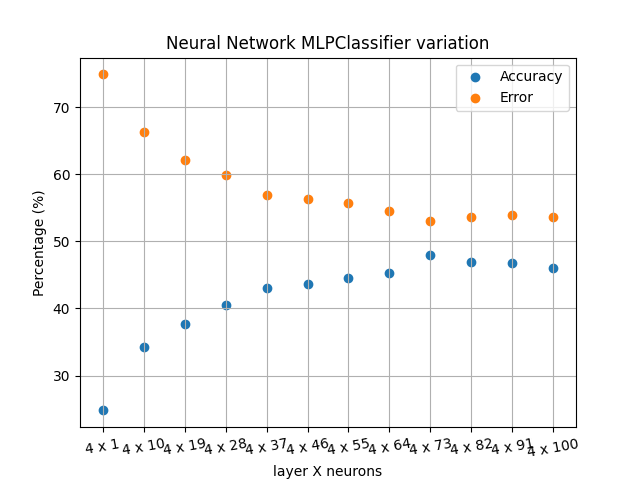 Neural Network MLPClassifier variation
Accuracy
Error
Percentage (%)
70
60
50
40
30
4 x 1 4 x 10 4 x 19 4 x 28 4 x 37 4 x 46 4 x 55 4 x 64 4 x 73 4 x 82 4 x 91 4 x 100
layer X neurons